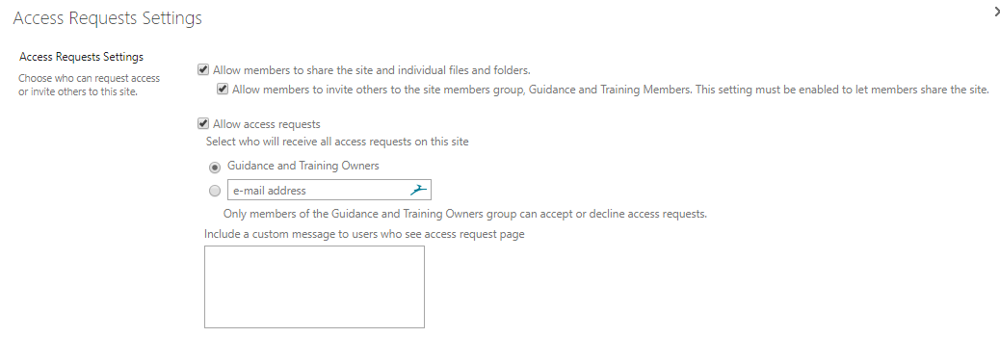 Access Requests Settings
Access Requests Settings
Choose who can request access
or invite others to this site.
Allow members to share the site and individual files and folders.
Allow members to invite others to the site members group, Guidance and Training Members. This setting must be enabled to let members share the site.
Allow access requests
Select who will receive all access requests on this site
Guidance and Training Owners
e-mail address
Only members of the Guidance and Training Owners group can accept or decline access requests.
Include a custom message to users who see access request page